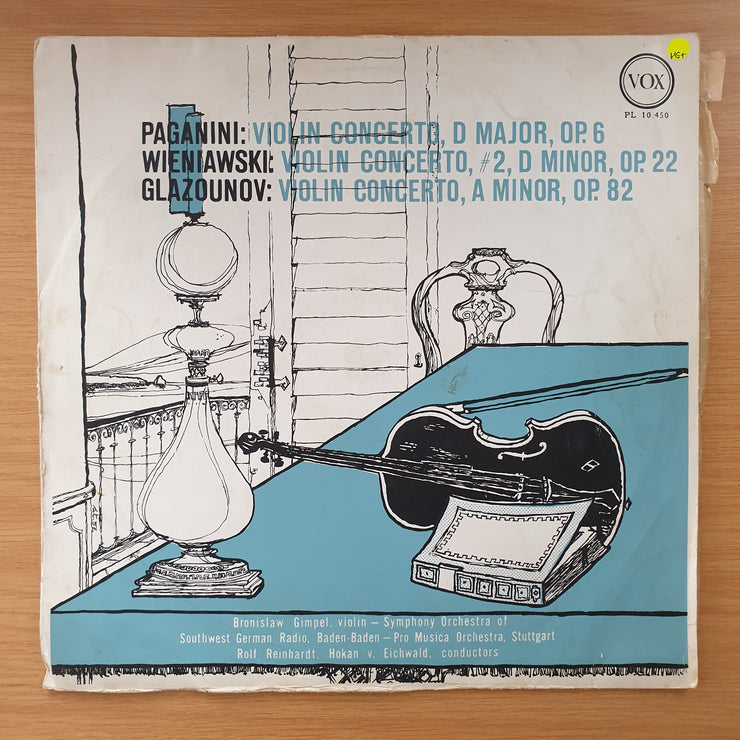 VG+
VOX
PL 10.450
PAGANINI: VIOLIN CONCERTO, D MAJOR, OP. 6
WIENIAWSKI: VIOLIN CONCERTO, #2, D MINOR, OP. 22
GLAZOUNOV: VIOLIN CONCERTO, A MINOR, OP. 82
Bronislaw Gimpel, violin — Symphony Orchestra of
Southwest German Radio, Baden-Baden — Pro Musica Orchestra, Stuttgart
Rolf Reinhardt, Hokan v. Eichwald, conductors